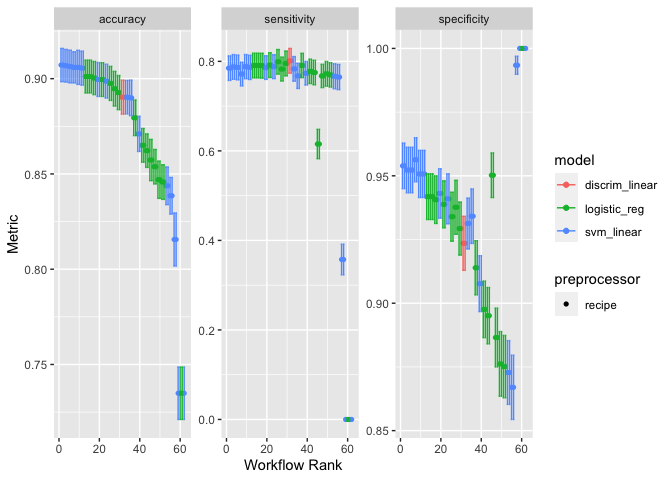 accuracy
sensitivity
specificity
Metric
0.90
0.85
0.80
0.75
0 20 40 60
0.8
0.6
0.4
0.2
0.0
0 20 40 60
1.00
0.95
0.90
0.85
0 20 40 60
Workflow Rank
model
discrim_linear
logistic_reg
svm_linear
preprocessor
recipe